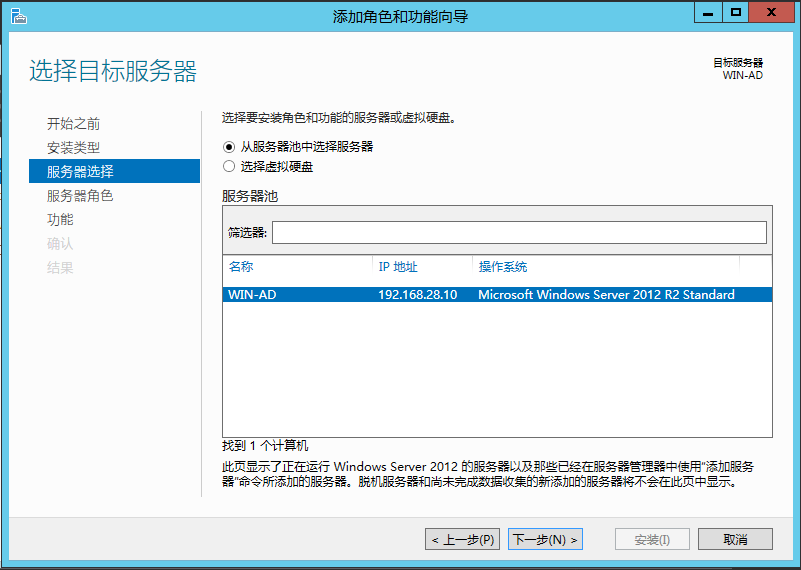 添加角色和功能向导
选择目标服务器
目标服务器
WIN-AD
开始之前
安装类型
服务器选择
服务器角色
功能
确认
结果
选择要安装角色和功能的服务器或虚拟硬盘。
从服务器池中选择服务器
选择虚拟硬盘
服务器池
筛选器:
名称 IP 地址 操作系统
WIN-AD 192.168.28.10 Microsoft Windows Server 2012 R2 Standard
找到 1 个计算机
此页显示了正在运行 Windows Server 2012 的服务器以及那些已经在服务器管理器中使用"添加服务
器"命令所添加的服务器。脱机服务器和尚未完成数据收集的新添加的服务器将不会在此页中显示。
< 上一步(P) 下一步(N) > 安装(I) 取消